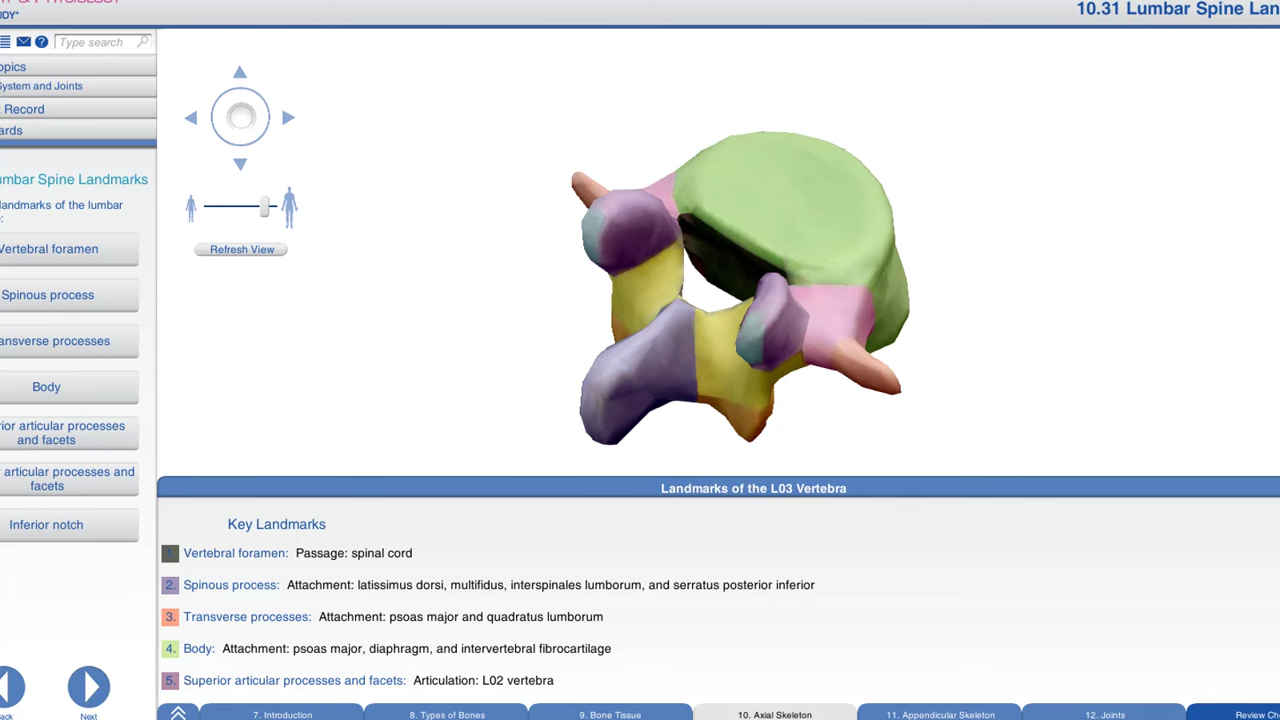 ODY*
10.31 Lumbar Spine Lan
Type search
opics
System and Joints
Record
ards
umbar Spine Landmarks
landmarks of the lumbar
e:
Vertebral foramen
Spinous process
ansverse processes
Body
rior articular processes
and facets
articular processes and
facets
Inferior notch
ack
Next
Refresh View
Landmarks of the L03 Vertebra
Key Landmarks
1. Vertebral foramen: Passage: spinal cord
2. Spinous process: Attachment: latissimus dorsi, multifidus, interspinales lumborum, and serratus posterior inferior
3. Transverse processes: Attachment: psoas major and quadratus lumborum
4. Body: Attachment: psoas major, diaphragm, and intervertebral fibrocartilage
5. Superior articular processes and facets: Articulation: L02 vertebra
7. Introduction
8. Types of Bones
9. Bone Tissue
10. Axial Skeleton
11. Appendicular Skeleton
12. Joints
Review Ch